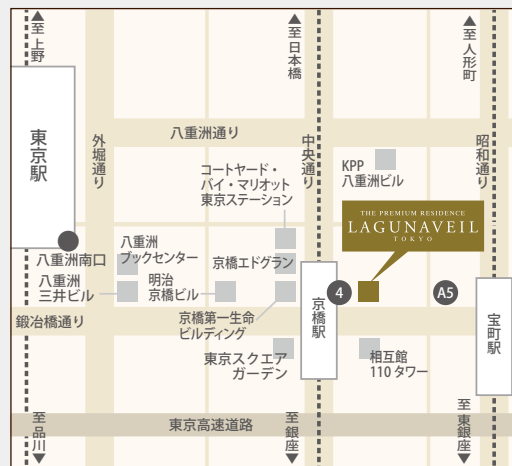 至上野
至日本橋
至人形町
東京駅
外堀通り
八重洲通り
中央通り
昭和通り
KPP
八重洲ビル
コートヤード・
バイ・マリオット
東京ステーション
THE PREMIUM RESIDENCE
LAGUNAVEIL
TOKYO
八重洲南口
八重洲
ブックセンター
京橋エドグラン
八重洲
三井ビル
明治
京橋ビル
京橋第一生命
ビルディング
京橋駅
4
A5
宝町駅
鍛冶橋通り
東京スクエア
ガーデン
相互館
110 タワー
東京高速道路
至品川
至銀座
至東銀座